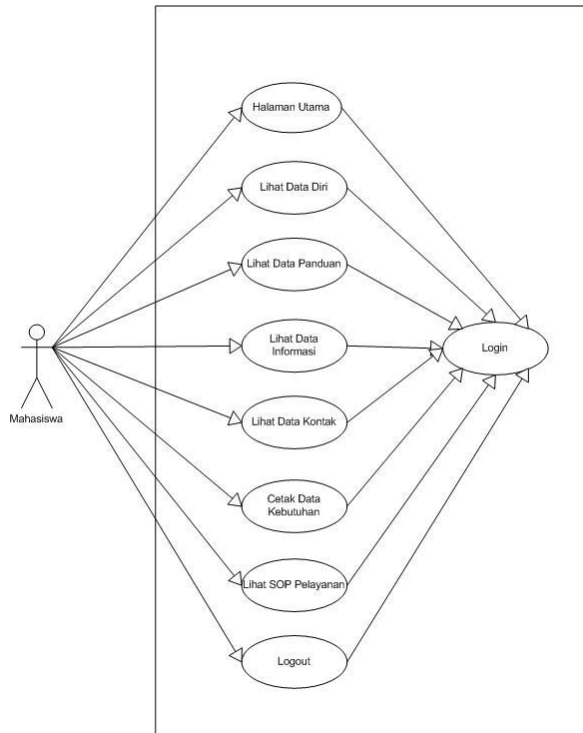 Halaman Utama
Lihat Data Diri
Lihat Data Panduan
Lihat Data
Informasi
Login
Mahasiswa
Lihat Data Kontak
Cetak Data
Kebutuhan
Lihat SOP Pelayanan
Logout